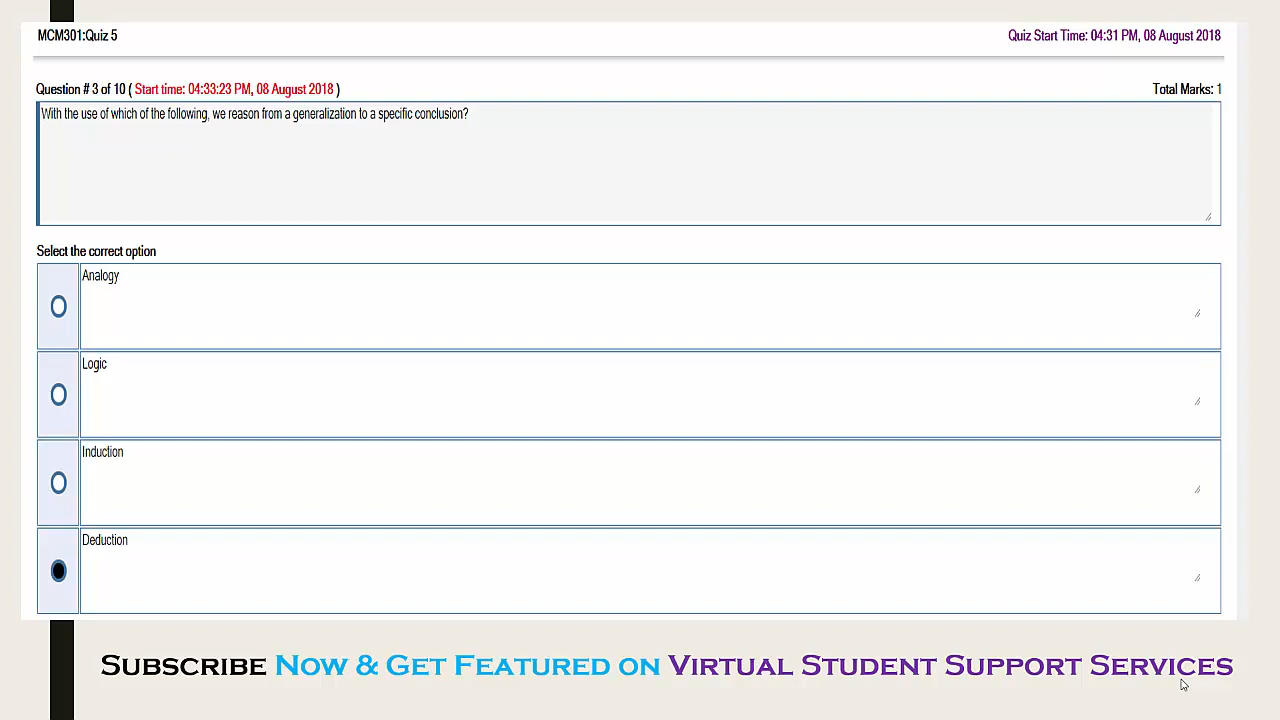 MCM301:Quiz 5
Quiz Start Time: 04:31 PM, 08 August 2018
Question # 3 of 10 ( Start time: 04:33:23 PM, 08 August 2018 )
Total Marks: 1
With the use of which of the following, we reason from a generalization to a specific conclusion?
Select the correct option
Analogy
Logic
Induction
Deduction
Subscribe Now & Get Featured on Virtual Student Support Services